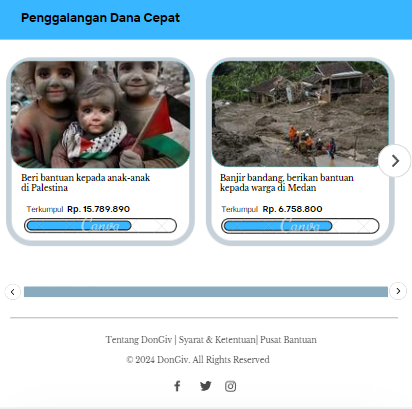 Penggalangan Dana Cepat
Beri bantuan kepada anak-anak
di Palestina
Terkumpul Rp. 15.789.890
Canva
Banjir bandang, berikan bantuan
kepada warga di Medan
Terkumpul Rp. 6.758.800
Canva
Tentang DonGiv | Syarat & Ketentuan| Pusat Bantuan
© 2024 DonGiv. All Rights Reserved